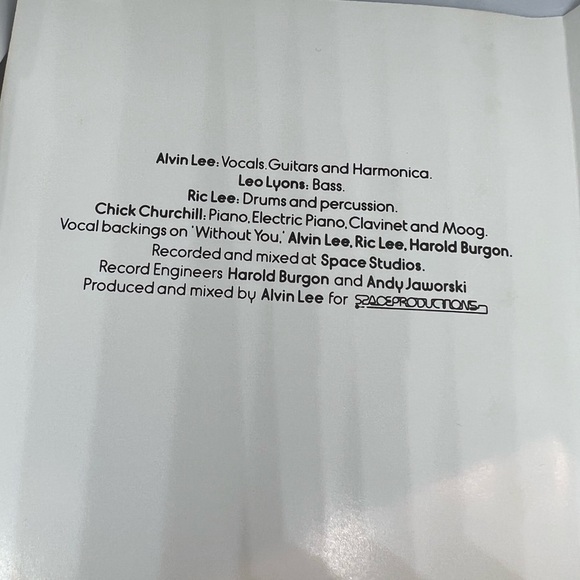 Alvin Lee: Vocals, Guitars and Harmonica.
Leo Lyons: Bass.
Ric Lee: Drums and percussion.
Chick Churchill: Piano, Electric Piano, Clavinet and Moog.
Vocal backings on 'Without You,' Alvin Lee, Ric Lee, Harold Burgon.
Recorded and mixed at Space Studios.
Record Engineers Harold Burgon and Andy Jaworski
Produced and mixed by Alvin Lee for SPACEPRODUCTIONS